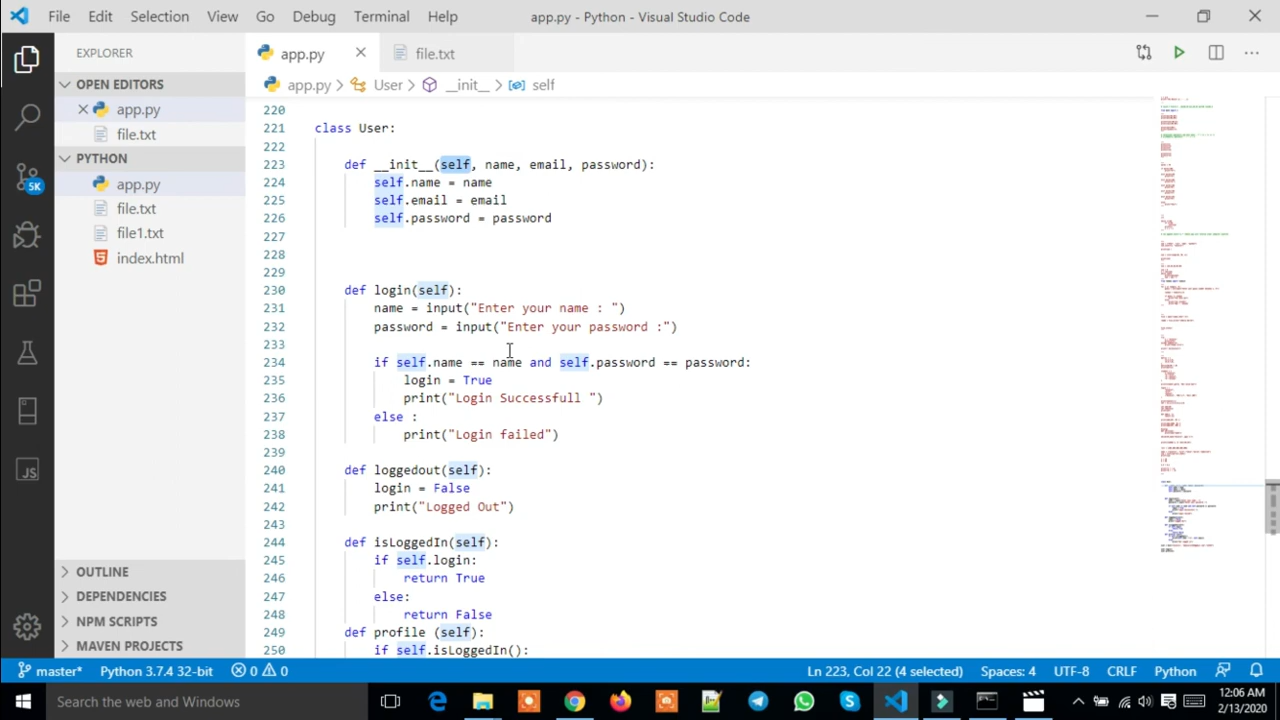 File Edit Selection View Go Debug Terminal Help app.py - Python - Visual Studio Code
EXPLORER
OPEN EDITORS
app.py
file.txt
PYTHON
app.py
file.txt
file1.txt
index.html
OUTLINE
DEPENDENCIES
NPM SCRIPTS
MAVEN PROJECTS
5K
app.py file.txt
app.py > User > __init__ > self
220
221 class User:
222
223 def __init__(self, name, email, password):
224 self.name = name
225 self.email = email
226 self.password = password
227
228
229
230 def login(self):
231 name = input("Enter your name : ")
232 password = input("Enter your password :")
233
234 self.name name and self.password == password
235 login = True
236 print("Login Successfull ")
237 else :
238 print( failed")
239
240 def loggedout(self):
241 login = False
242 print("Logged out")
243
244 def isLoggedIn(self):
245 if self.login
246 return True
247 else:
248 return False
249 def profile (self):
250 if self.isLoggedIn():
master* Python 3.7.4 32-bit 0 0 Ln 223, Col 22 (4 selected) Spaces: 4 UTF-8 CRLF Python
Search the web and Windows
12:06 AM
2/13/2020